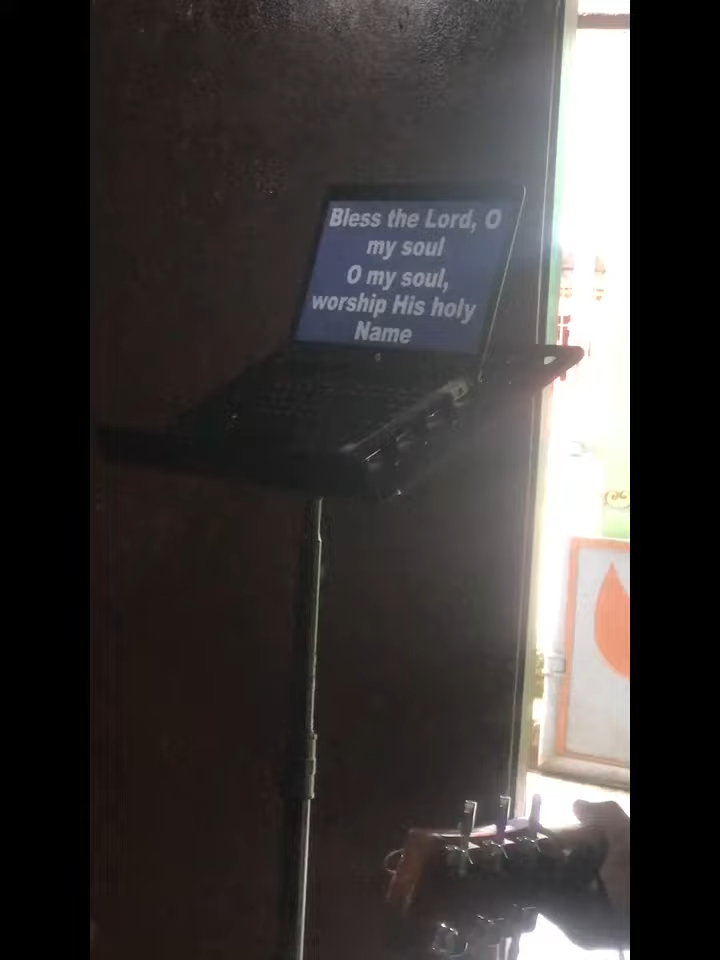 Bless the Lord, O
my soul
O my soul,
worship His holy
Name